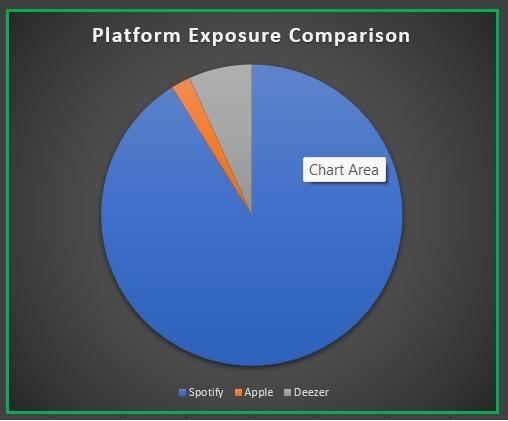 Platform Exposure Comparison
Chart Area
Spotify Apple Deezer